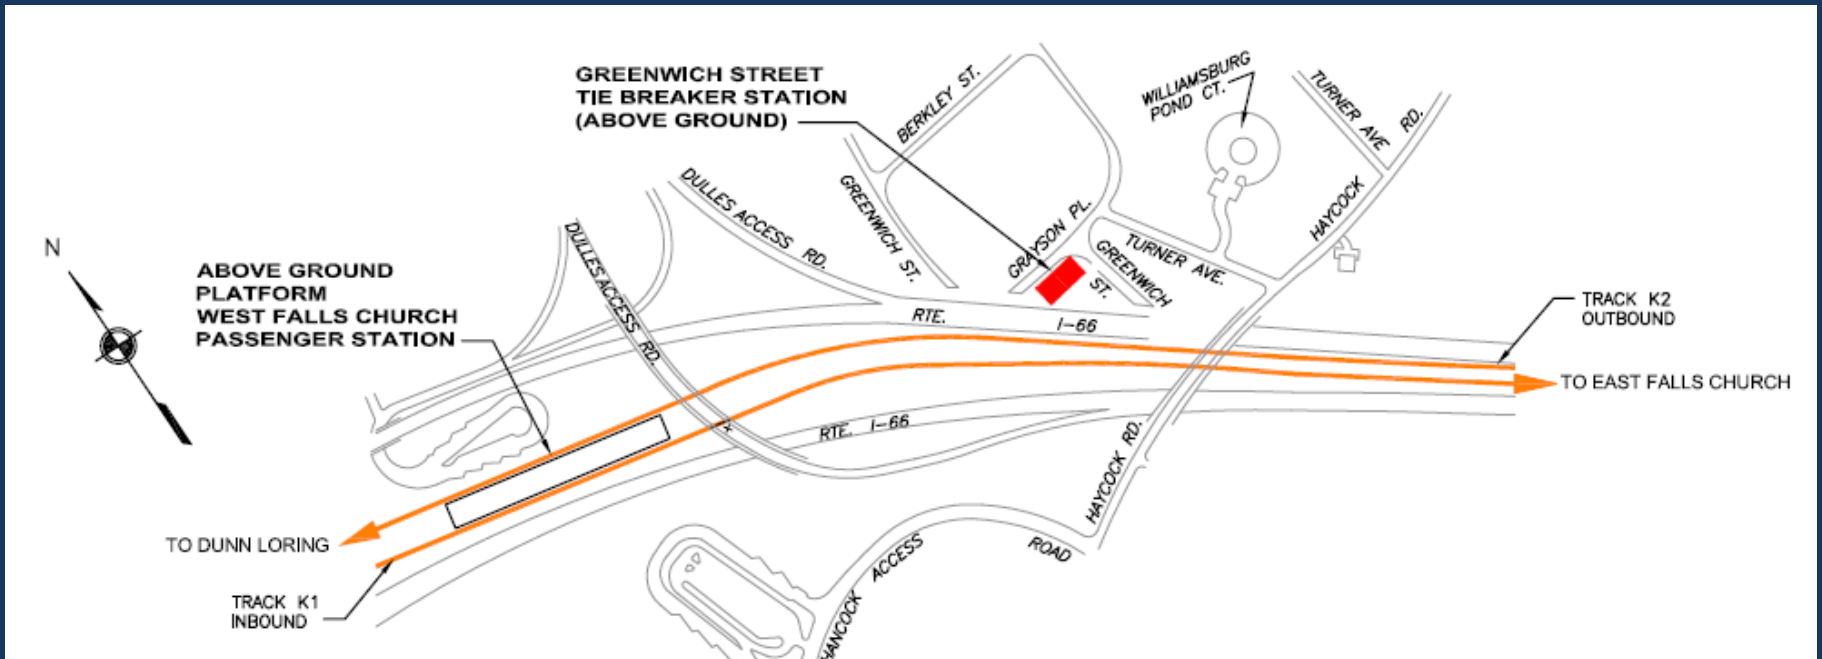 GREENWICH STREET
TIE BREAKER STATION
(ABOVE GROUND)
BERKLEY ST.
WILLIAMSBURG
POND CT.
TURNER AVE
HAYCOCK RD.
DULLES ACCESS RD.
GREENWICH ST.
GRAYSON PL.
GREENWICH ST.
TURNER AVE.
N
DULLES ACCESS RD.
ABOVE GROUND
PLATFORM
WEST FALLS CHURCH
PASSENGER STATION
RTE. I-66
TRACK K2
OUTBOUND
TO EAST FALLS CHURCH
RTE. I-66
HAYCOCK RD.
TO DUNN LORING
TRACK K1
INBOUND
HANCOCK ACCESS ROAD